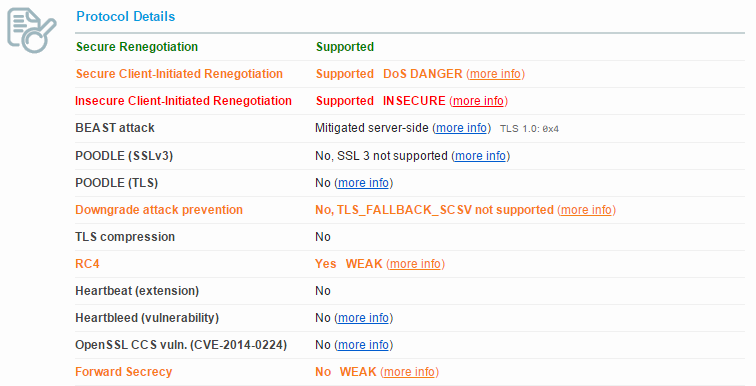 Protocol Details
Secure Renegotiation Supported
Secure Client-Initiated Renegotiation Supported DoS DANGER (more info)
Insecure Client-Initiated Renegotiation Supported INSECURE (more info)
BEAST attack Mitigated server-side (more info) TLS 1.0: 0x4
POODLE (SSLv3) No, SSL 3 not supported (more info)
POODLE (TLS) No (more info)
Downgrade attack prevention No, TLS_FALLBACK_SCSV not supported (more info)
TLS compression No
RC4 Yes WEAK (more info)
Heartbeat (extension) No
Heartbleed (vulnerability) No (more info)
OpenSSL CCS vuln. (CVE-2014-0224) No (more info)
Forward Secrecy No WEAK (more info)